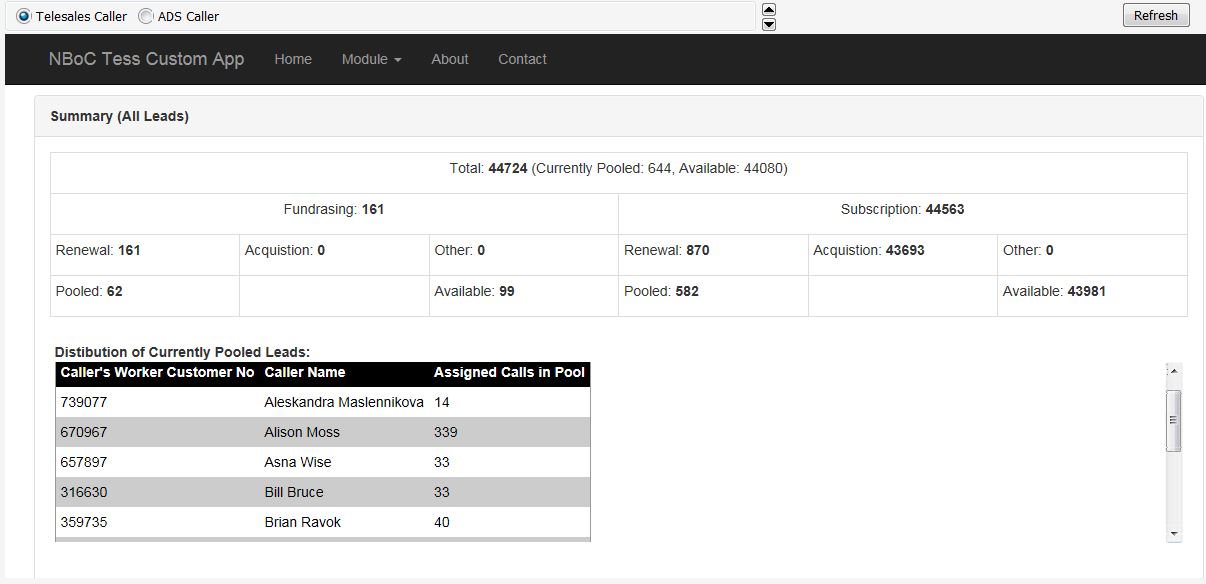 Telesales Caller ADS Caller Refresh
NBoC Tess Custom App Home Module About Contact
Summary (All Leads)
Total: 44724 (Currently Pooled: 644, Available: 44080)
Fundrasing: 161 Subscription: 44563
Renewal: 161 Acquistion: 0 Other: 0 Renewal: 870 Acquistion: 43693 Other: 0
Pooled: 62 Available: 99 Pooled: 582 Available: 43981
Distibution of Currently Pooled Leads:
Caller's Worker Customer No Caller Name Assigned Calls in Pool
739077 Aleskandra Maslennikova 14
670967 Alison Moss 339
657897 Asna Wise 33
316630 Bill Bruce 33
359735 Brian Ravok 40